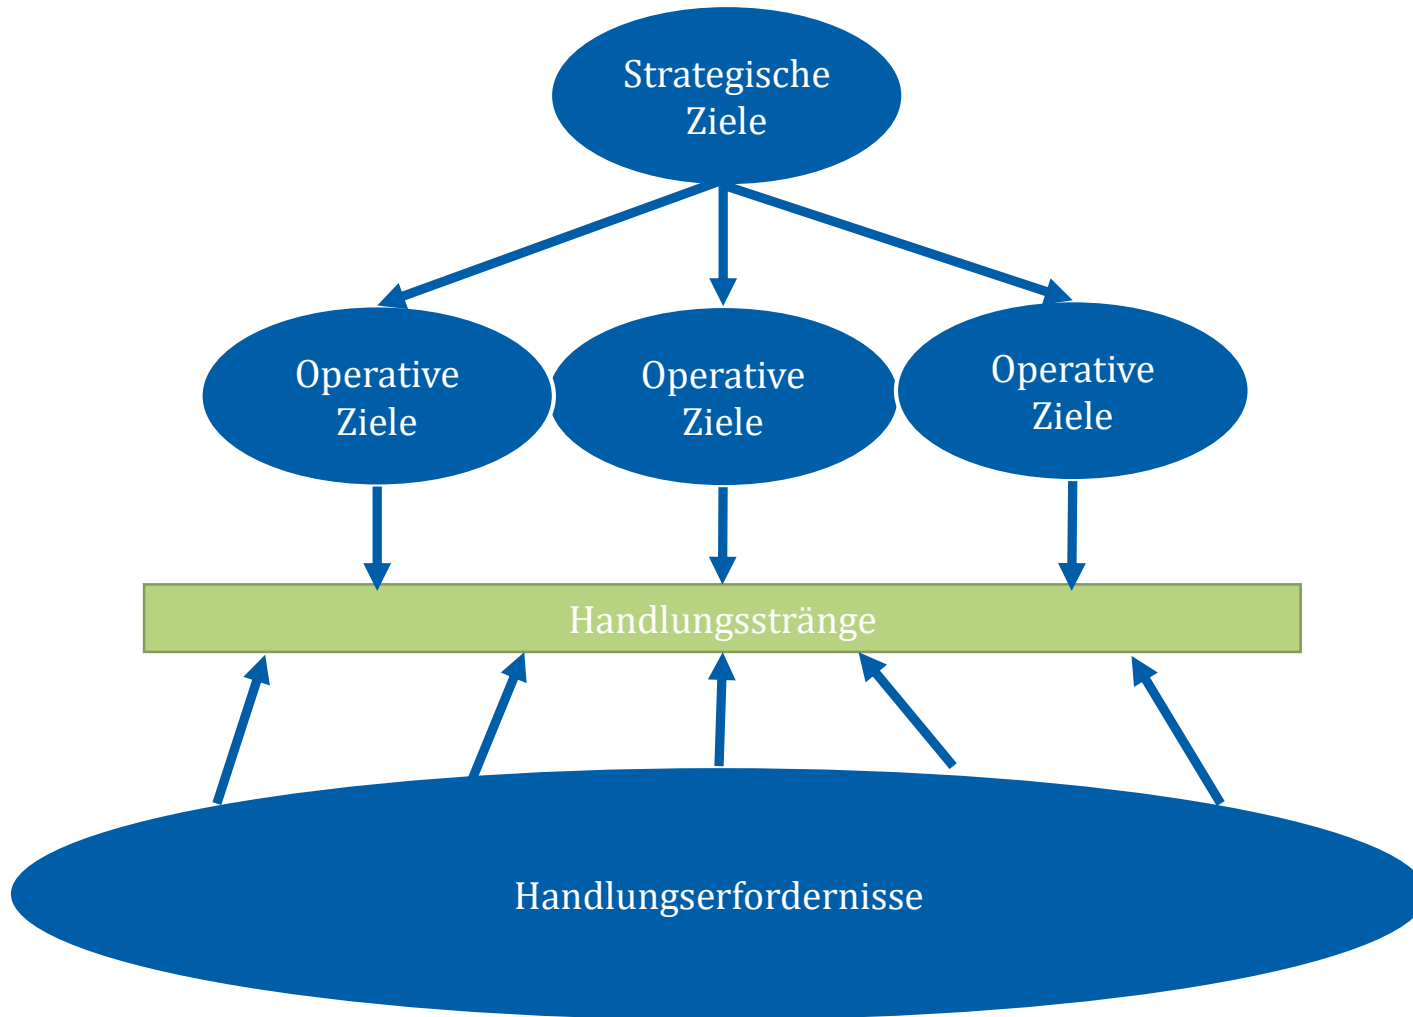 Strategische
Ziele
Operative
Ziele
Operative
Ziele
Operative
Ziele
Handlungsstränge
Handlungserfordernisse